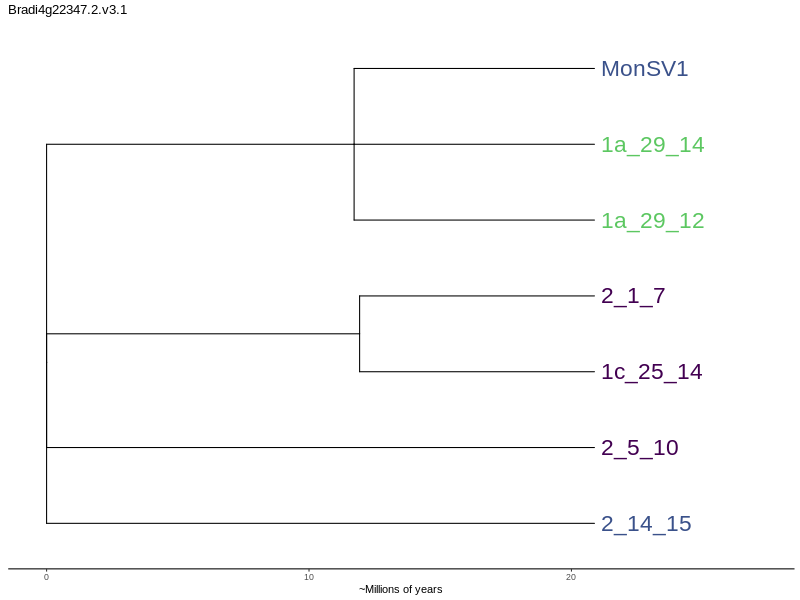 Bradi4g22347.2.v3.1
MonSV1
1a_29_14
1a_29_12
2_1_7
1c_25_14
2_5_10
2_14_15
0 10 20
~Millions of years